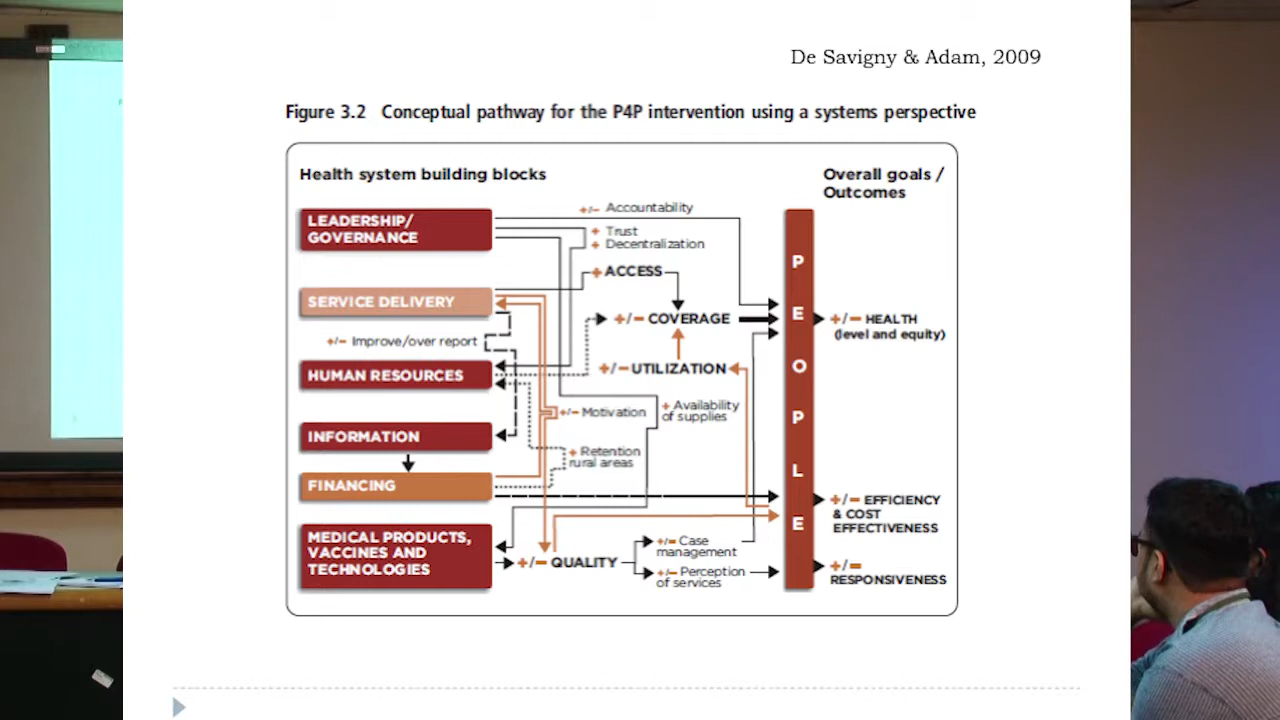 De Savigny & Adam, 2009
Figure 3.2 Conceptual pathway for the P4P intervention using a systems perspective
Health system building blocks
Overall goals /
Outcomes
LEADERSHIP/
GOVERNANCE
+/− Accountability
+ Trust
+ Decentralization
+ ACCESS
SERVICE DELIVERY
+/− COVERAGE
+/− HEALTH
(level and equity)
+/− Improve/over report
HUMAN RESOURCES
+/− UTILIZATION
+/− Motivation
+ Availability
of supplies
INFORMATION
+ Retention
rural areas
FINANCING
+/− EFFICIENCY
& COST
EFFECTIVENESS
MEDICAL PRODUCTS,
VACCINES AND
TECHNOLOGIES
+/− QUALITY
+/− Case
management
+/− Perception
of services
+/−
RESPONSIVENESS
P
E
O
P
L
E